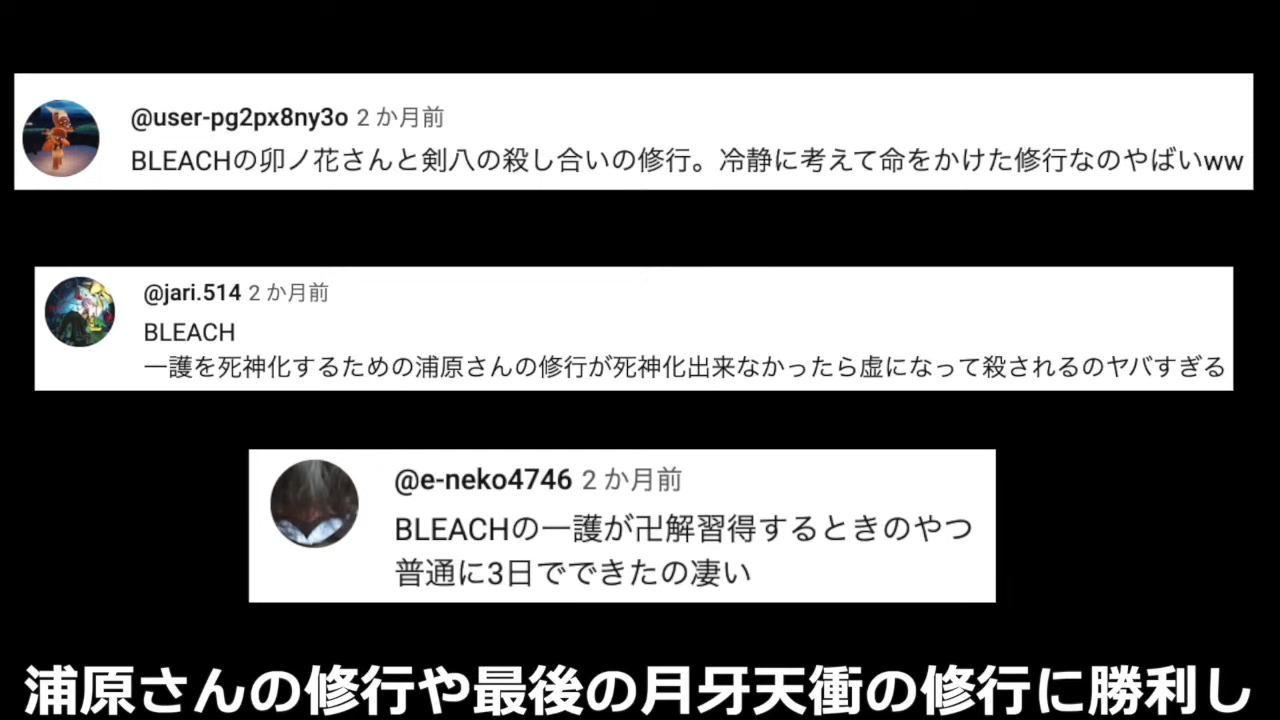 @user-pg2px8ny3o 2 か月前
BLEACHの卯ノ花さんと剣八の殺し合いの修行。冷静に考えて命をかけた修行なのやばいww
@jari.514 2 か月前
BLEACH
一護を死神化するための浦原さんの修行が死神化出来なかったら虚になって殺されるのヤバすぎる
@e-neko4746 2 か月前
BLEACHの一護が卍解習得するときのやつ
普通に3日でできたの凄い
浦原さんの修行や最後の月牙天衝の修行に勝利し